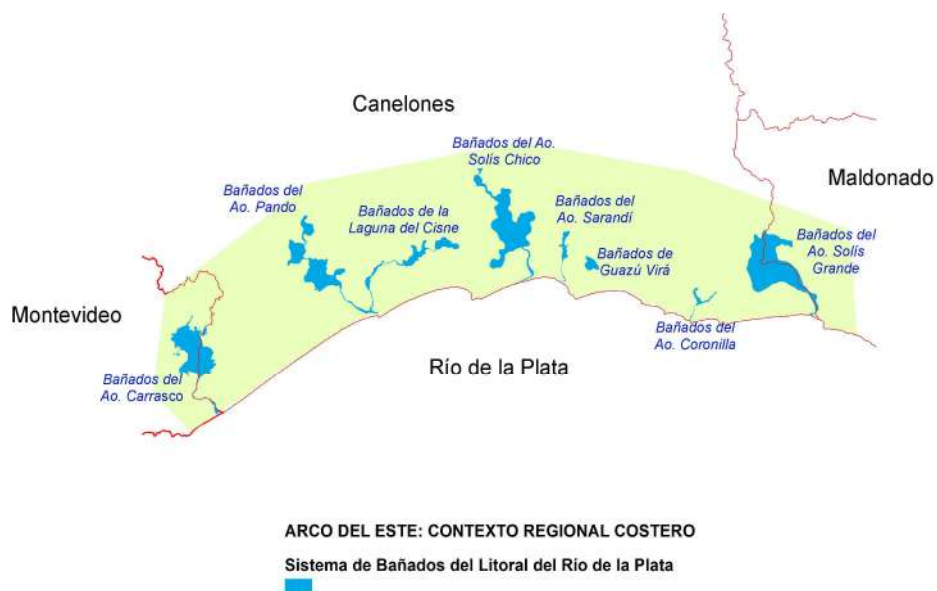 Canelones
Bañados del Ao.
Solís Chico
Maldonado
Bañados del
Ao. Pando
Bañados de la
Laguna del Cisne
Bañados del
Ao. Sarandí
Bañados del
Ao. Solís
Grande
Bañados de
Guazú Virá
Montevideo
Bañados del
Ao. Coronilla
Río de la Plata
Bañados del
Ao. Carrasco
ARCO DEL ESTE: CONTEXTO REGIONAL COSTERO
Sistema de Bañados del Litoral del Río de la Plata